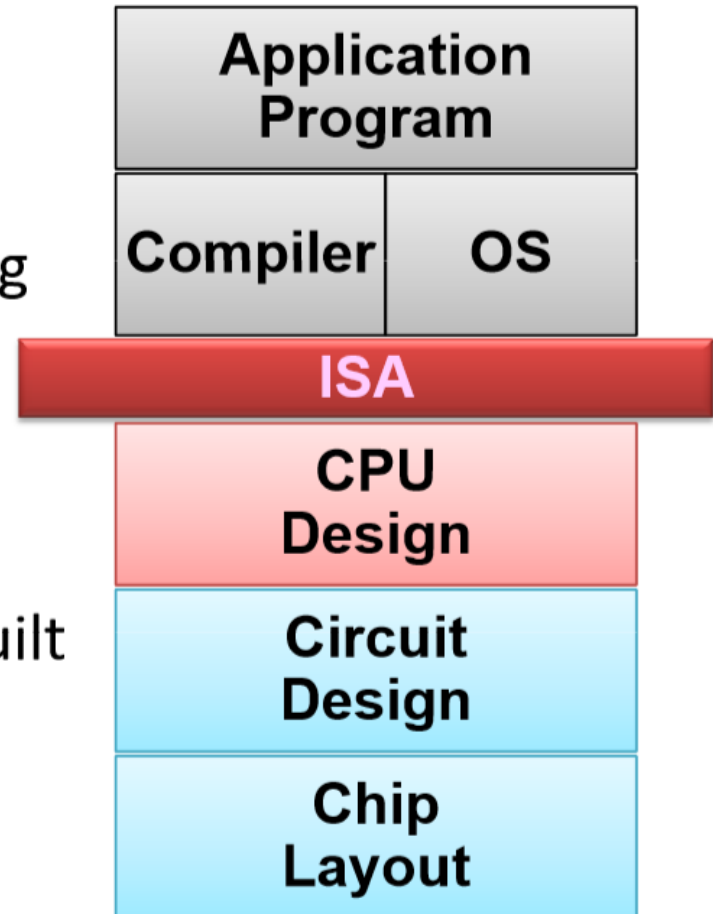 Application
Program
Compiler OS
g
ISA
CPU
Design
uilt
Circuit
Design
Chip
Layout